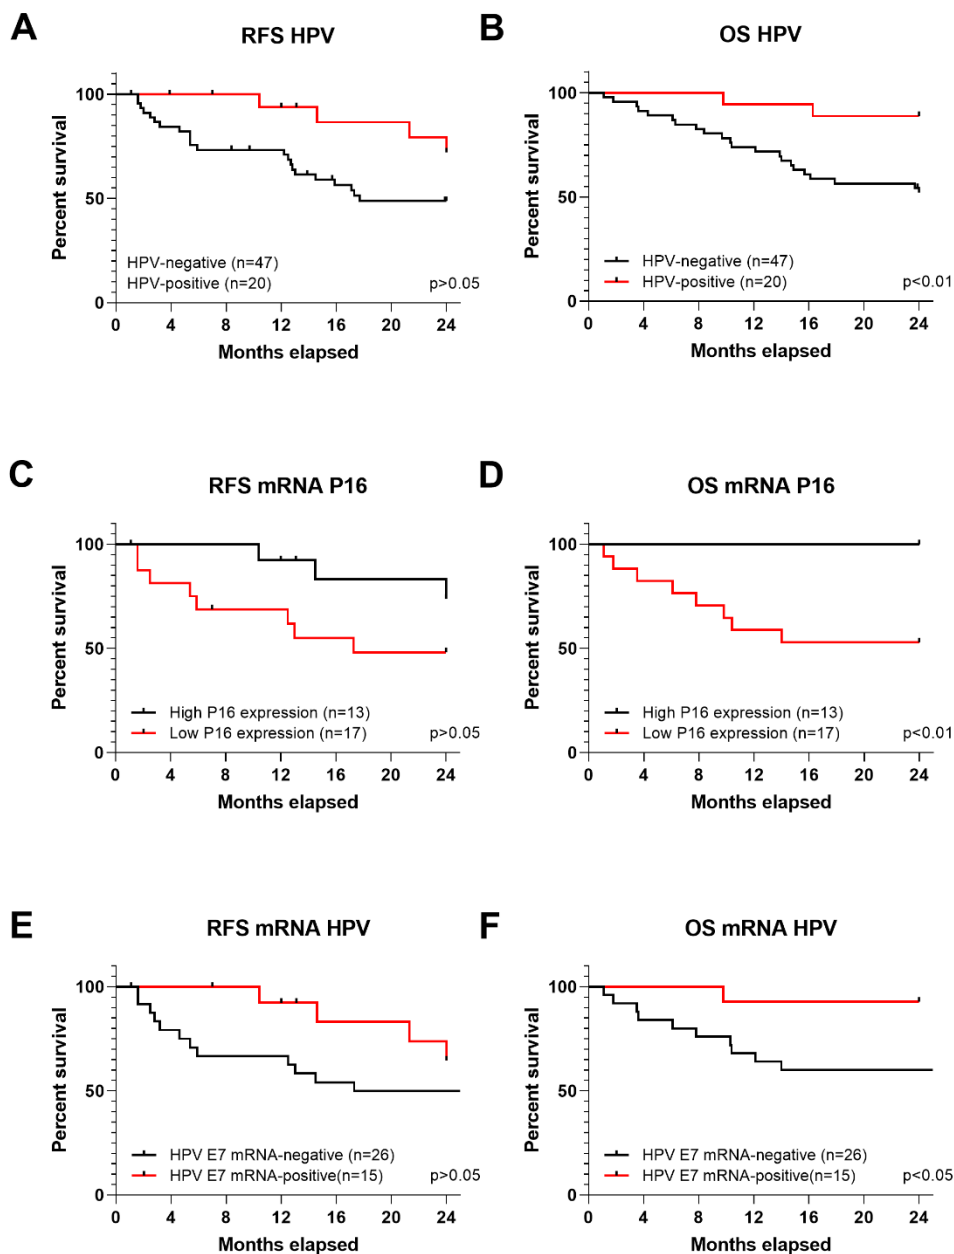 A
RFS HPV
Percent survival
100
50
0
HPV-negative (n=47)
HPV-positive (n=20)
p>0.05
0 4 8 12 16 20 24
Months elapsed
B
OS HPV
Percent survival
100
50
0
HPV-negative (n=47)
HPV-positive (n=20)
p<0.01
0 4 8 12 16 20 24
Months elapsed
C
RFS mRNA P16
Percent survival
100
50
0
High P16 expression (n=13)
Low P16 expression (n=17)
p>0.05
0 4 8 12 16 20 24
Months elapsed
D
OS mRNA P16
Percent survival
100
50
0
High P16 expression (n=13)
Low P16 expression (n=17)
p<0.01
0 4 8 12 16 20 24
Months elapsed
E
RFS mRNA HPV
Percent survival
100
50
0
HPV E7 mRNA-negative (n=26)
HPV E7 mRNA-positive(n=15)
p>0.05
0 4 8 12 16 20 24
Months elapsed
F
OS mRNA HPV
Percent survival
100
50
0
HPV E7 mRNA-negative (n=26)
HPV E7 mRNA-positive(n=15)
p<0.05
0 4 8 12 16 20 24
Months elapsed